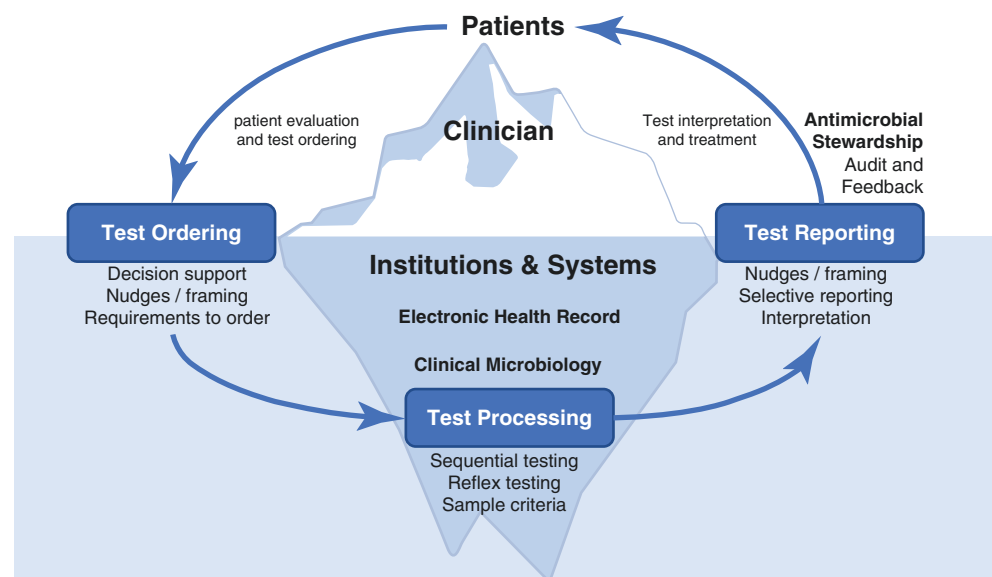 Patients
patient evaluation
and test ordering
Clinician
Test interpretation
and treatment
Antimicrobial
Stewardship
Audit and
Feedback
Test Ordering
Decision support
Nudges / framing
Requirements to order
Institutions & Systems
Electronic Health Record
Clinical Microbiology
Test Reporting
Nudges / framing
Selective reporting
Interpretation
Test Processing
Sequential testing
Reflex testing
Sample criteria